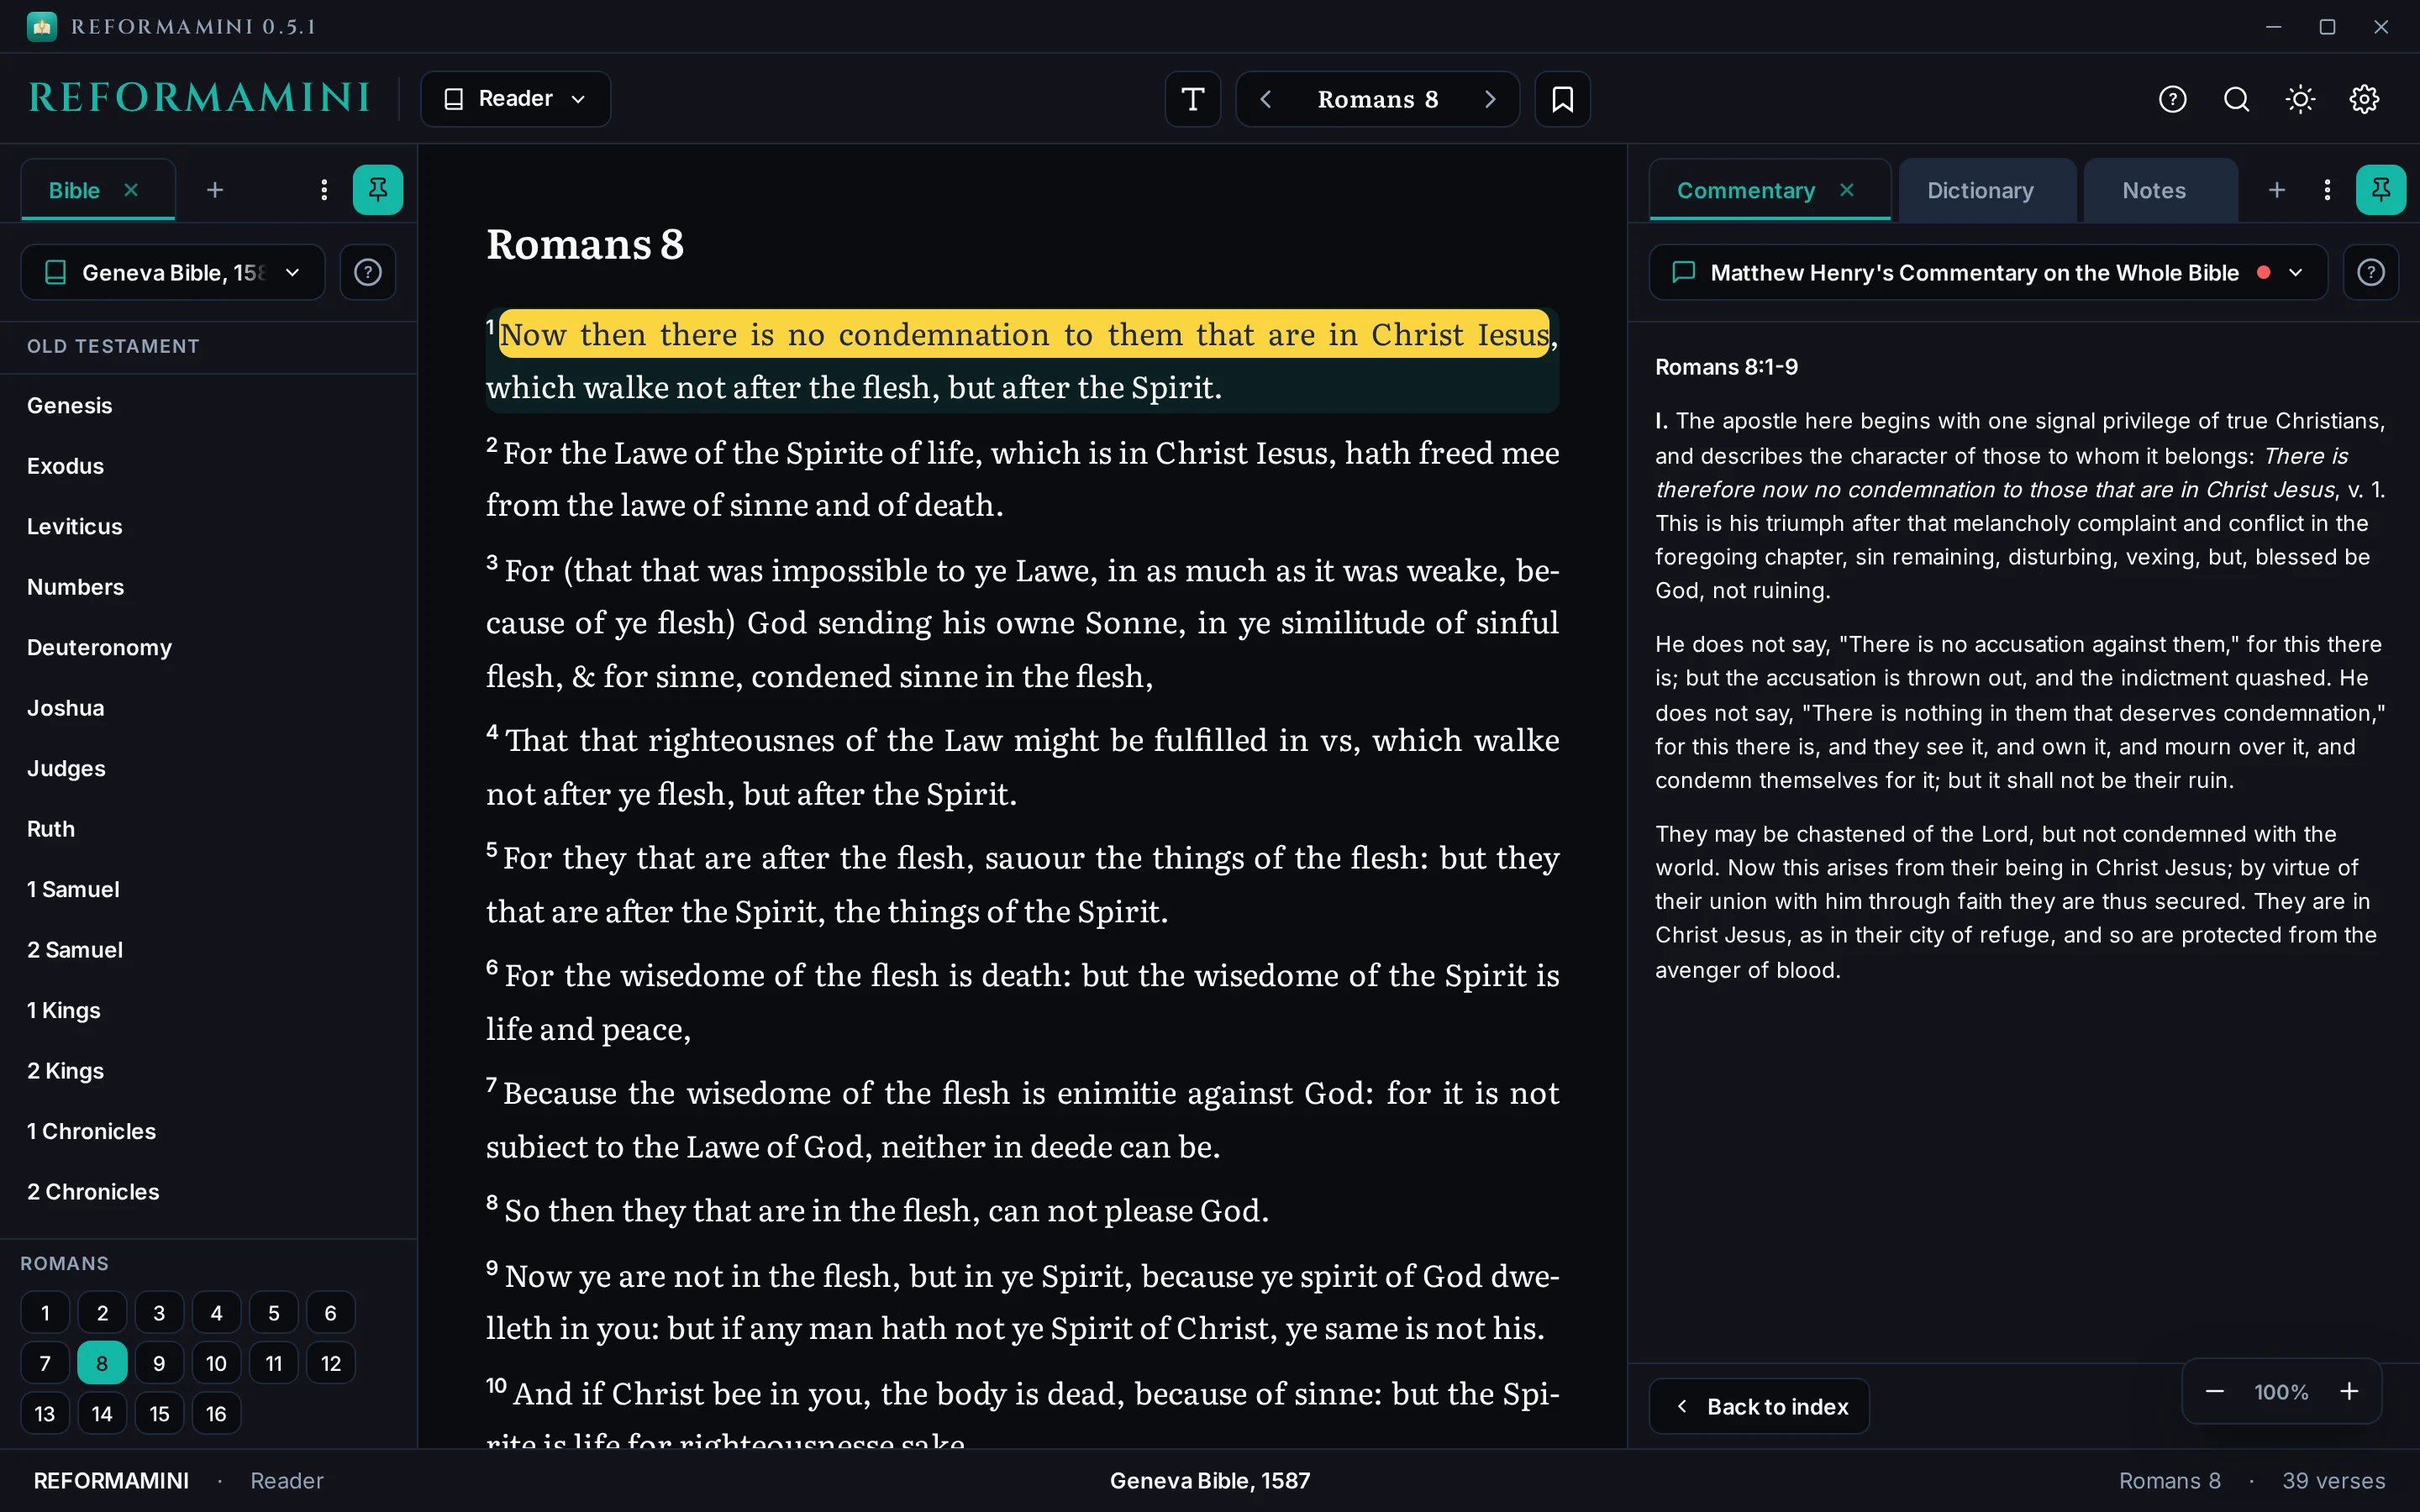 REFORMAMINI 0.5.1
REFORMAMINI
Reader
Romans 8
Bible
Geneva Bible, 158
OLD TESTAMENT
Genesis
Exodus
Leviticus
Numbers
Deuteronomy
Joshua
Judges
Ruth
1 Samuel
2 Samuel
1 Kings
2 Kings
1 Chronicles
2 Chronicles
ROMANS
1 2 3 4 5 6
7 8 9 10 11 12
13 14 15 16
Romans 8
1 Now then there is no condemnation to them that are in Christ Iesus,
which walke not after the flesh, but after the Spirit.
2 For the Lawe of the Spirite of life, which is in Christ Iesus, hath freed mee
from the lawe of sinne and of death.
3 For (that that was impossible to ye Lawe, in as much as it was weake, be-
cause of ye flesh) God sending his owne Sonne, in ye similitude of sinful
flesh, & for sinne, condened sinne in the flesh,
4 That that righteousnes of the Law might be fulfilled in vs, which walke
not after ye flesh, but after the Spirit.
5 For they that are after the flesh, sauour the things of the flesh: but they
that are after the Spirit, the things of the Spirit.
6 For the wisedome of the flesh is death: but the wisedome of the Spirit is
life and peace,
7 Because the wisedome of the flesh is enimitie against God: for it is not
subiect to the Lawe of God, neither in deede can be.
8 So then they that are in the flesh, can not please God.
9 Now ye are not in the flesh, but in ye Spirit, because ye spirit of God dwe-
lleth in you: but if any man hath not ye Spirit of Christ, ye same is not his.
10 And if Christ bee in you, the body is dead, because of sinne: but the Spi-
rite is life for righteousnesse sake.
Commentary
Dictionary
Notes
Matthew Henry's Commentary on the Whole Bible
Romans 8:1-9
I. The apostle here begins with one signal privilege of true Christians,
and describes the character of those to whom it belongs: There is
therefore now no condemnation to those that are in Christ Jesus, v. 1.
This is his triumph after that melancholy complaint and conflict in the
foregoing chapter, sin remaining, disturbing, vexing, but, blessed be
God, not ruining.
He does not say, "There is no accusation against them," for this there
is; but the accusation is thrown out, and the indictment quashed. He
does not say, "There is nothing in them that deserves condemnation,"
for this there is, and they see it, and own it, and mourn over it, and
condemn themselves for it; but it shall not be their ruin.
They may be chastened of the Lord, but not condemned with the
world. Now this arises from their being in Christ Jesus; by virtue of
their union with him through faith they are thus secured. They are in
Christ Jesus, as in their city of refuge, and so are protected from the
avenger of blood.
Back to index
100%
REFORMAMINI · Reader
Geneva Bible, 1587
Romans 8 · 39 verses